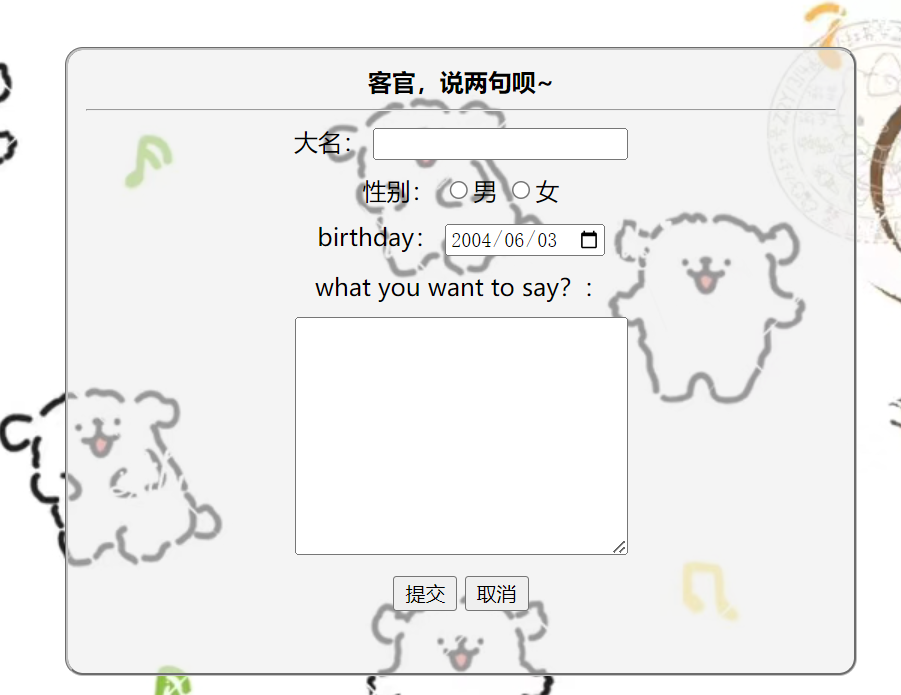 客官，说两句呗~
大名：
性别： 男 女
birthday： 2004/06/03
what you want to say？：
提交 取消